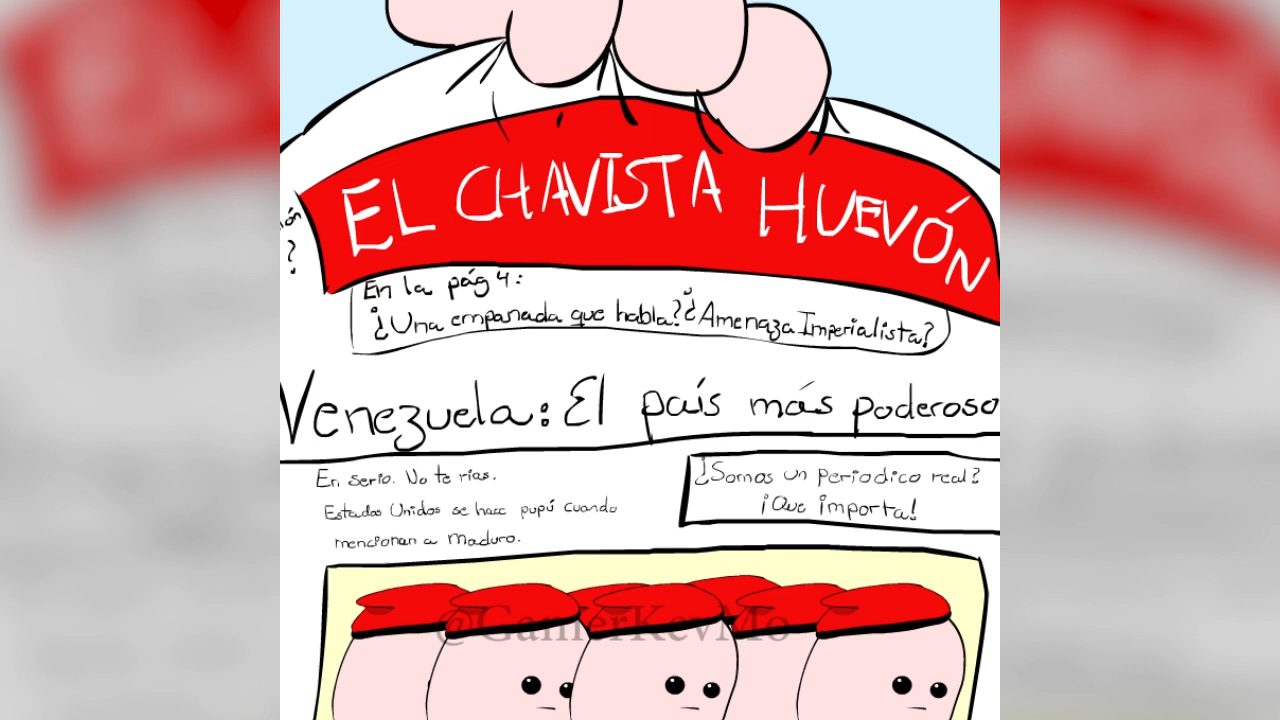 EL CHAVISTA HUEVÓN
ión
?
En la pág 4:
¿Una empanada que habla? ¿Amenaza Imperialista?
Venezuela: El país más poderoso
En serio. No te rías.
Estados Unidos se hace pupú cuando
mencionan a Maduro.
¿Somos un periodico real?
¡Que importa!
@GamerKevMo